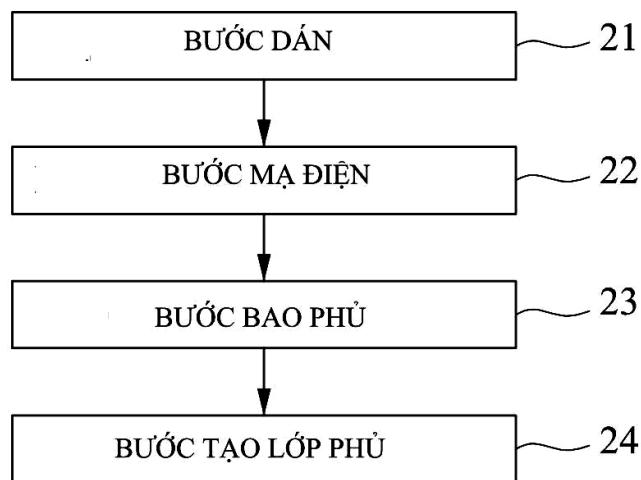 BƯỚC DÁN 21
BƯỚC MẠ ĐIỆN 22
BƯỚC BAO PHỦ 23
BƯỚC TẠO LỚP PHỦ 24